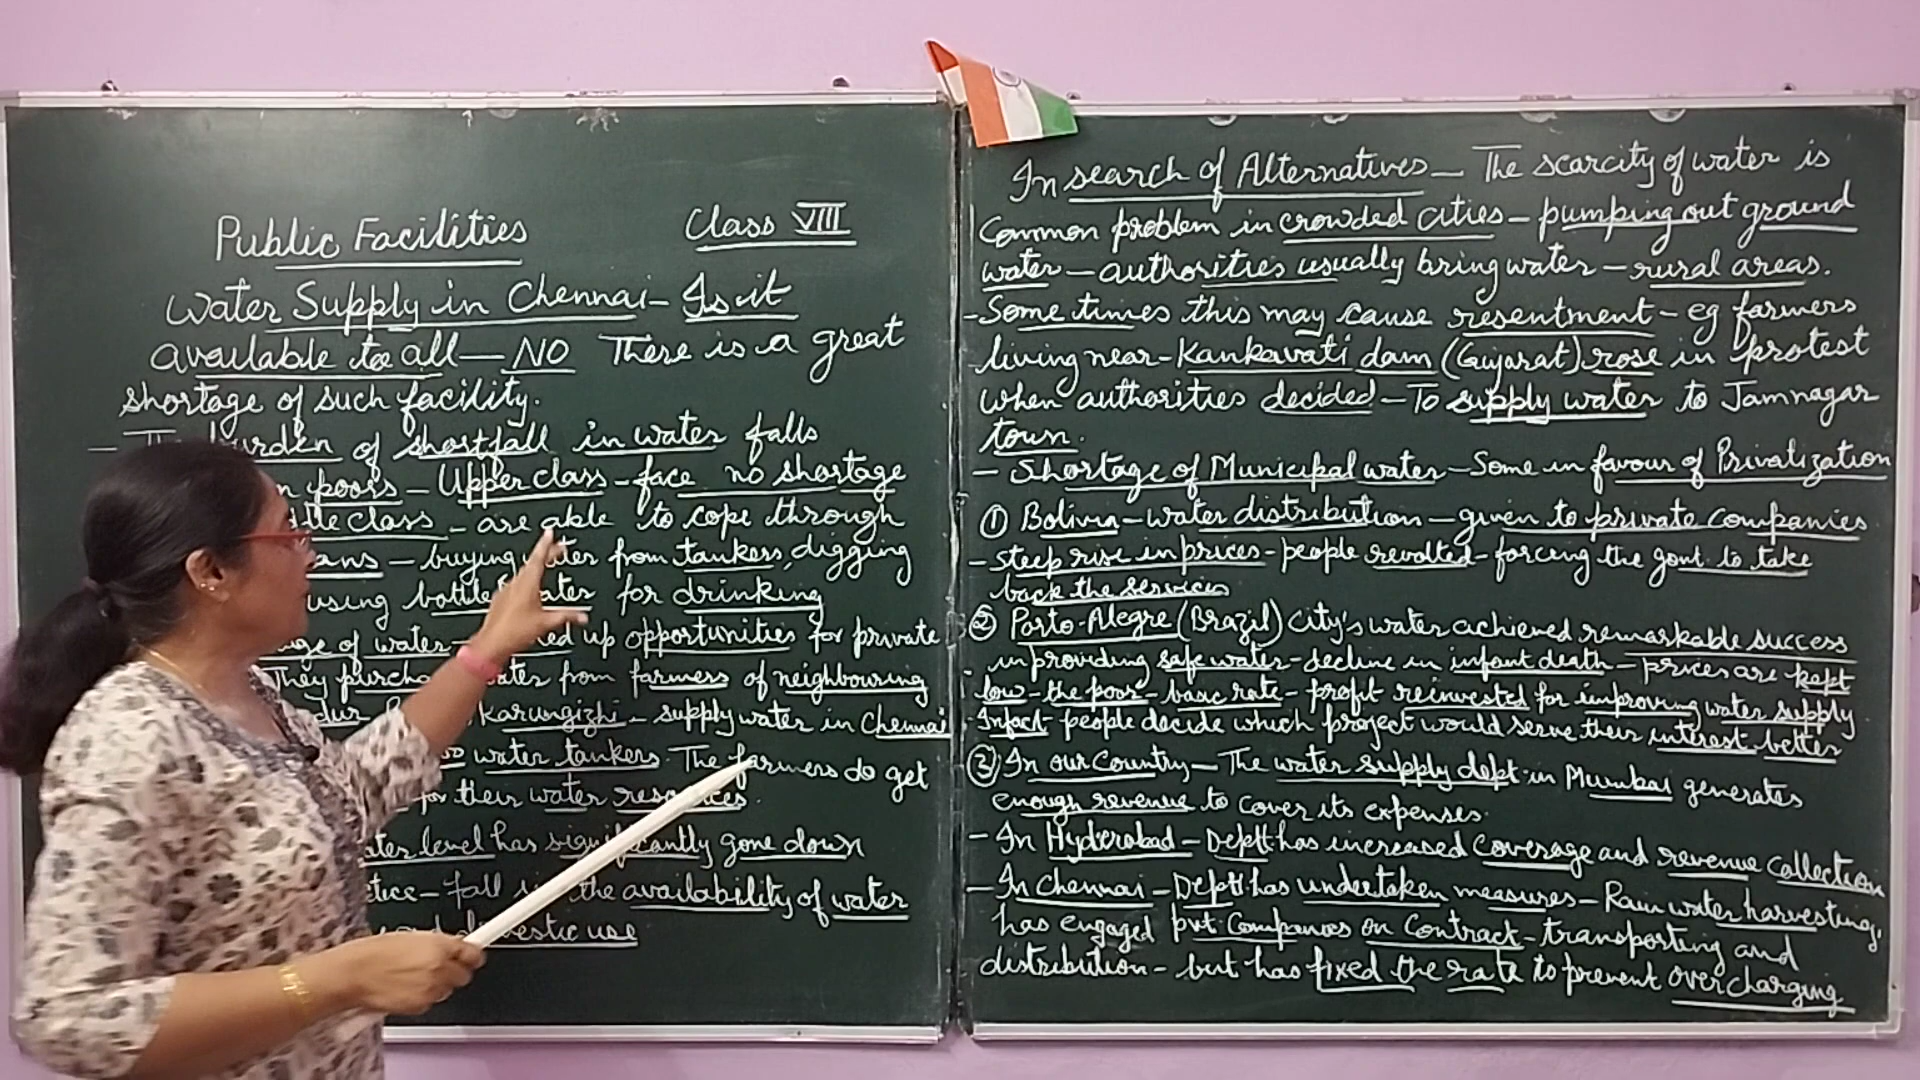 Public Facilities Class VIII
Water Supply in Chennai - Is it
available to all - NO There is a great
shortage of such facility.
- burden of shortfall in water falls
poors - Upper class - face no shortage
class - are able to cope through
- buying water from tankers, digging
using bottle water for drinking
of water - up opportunities for private
They water from farmers of neighbouring
Karungizhi - supply water in Chennai
water tankers. The farmers do get
for their water resources.
level has significantly gone down
- fall in the availability of water
domestic use
In search of Alternatives - The scarcity of water is
Common problem in crowded cities - pumping out ground
water - authorities usually bring water - rural areas.
- Some times this may cause resentment - eg farmers
living near - Kankavati dam (Gujarat) rose in protest
when authorities decided - To supply water to Jamnagar
town.
- Shortage of Municipal water - Some in favour of Privatization
① Bolivia - water distribution - given to private companies
- steep rise in prices - people revolted - forcing the govt to take
back the services
② Porto-Alegre (Brazil) City's water achieved remarkable success
in providing safe water - decline in infant death - prices are kept
low - the poor - basic rate - profit reinvested for improving water supply
Infact people decide which project would serve their interest better
③ In our Country - The water supply dept in Mumbai generates
enough revenue to cover its expenses.
- In Hyderabad - Deptt has increased Coverage and revenue collection
- In Chennai - Deptt has undertaken measures - Rain water harvesting,
has engaged pvt Companies on Contract - transporting and
distribution - but has fixed the rate to prevent over charging